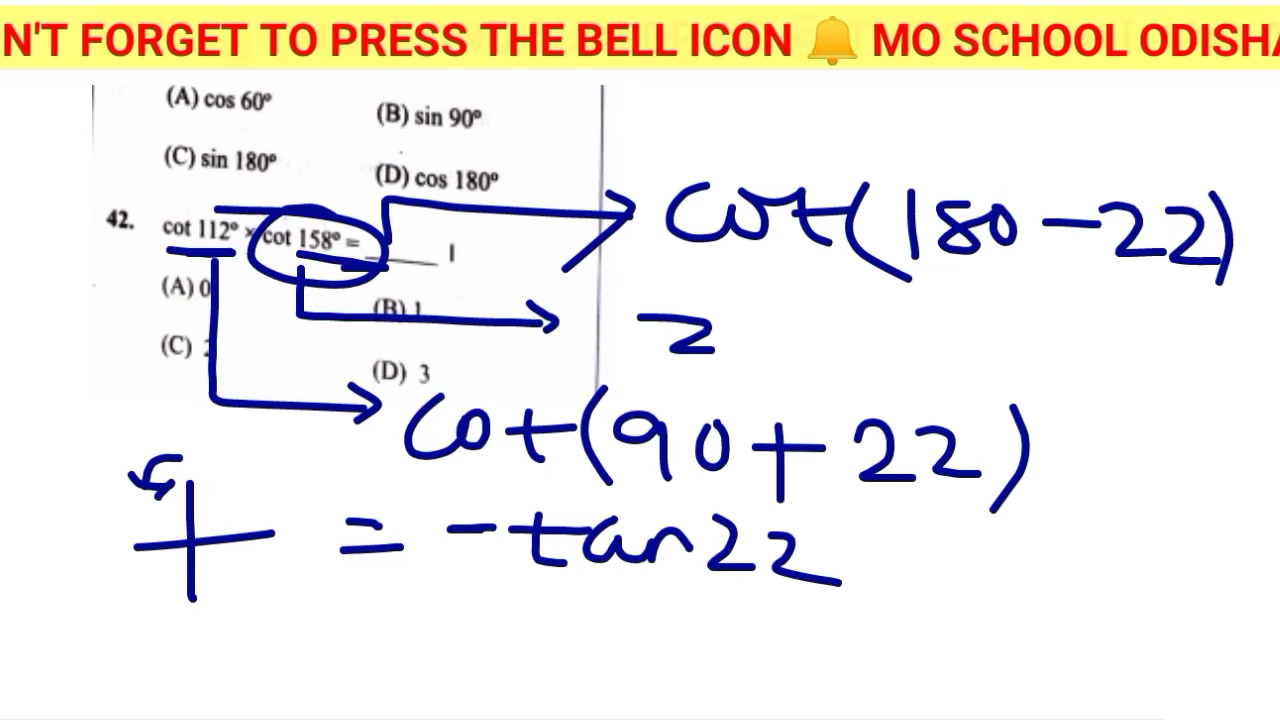 N'T FORGET TO PRESS THE BELL ICON 🔔 MO SCHOOL ODISHA
(A) cos 60°
(B) sin 90°
(C) sin 180°
(D) cos 180°
42. cot 112° × cot 158° = ______
(A) 0
(B) 1
(C) 2
(D) 3
cot(180-22)
=
cot(90+22)
= -tan22